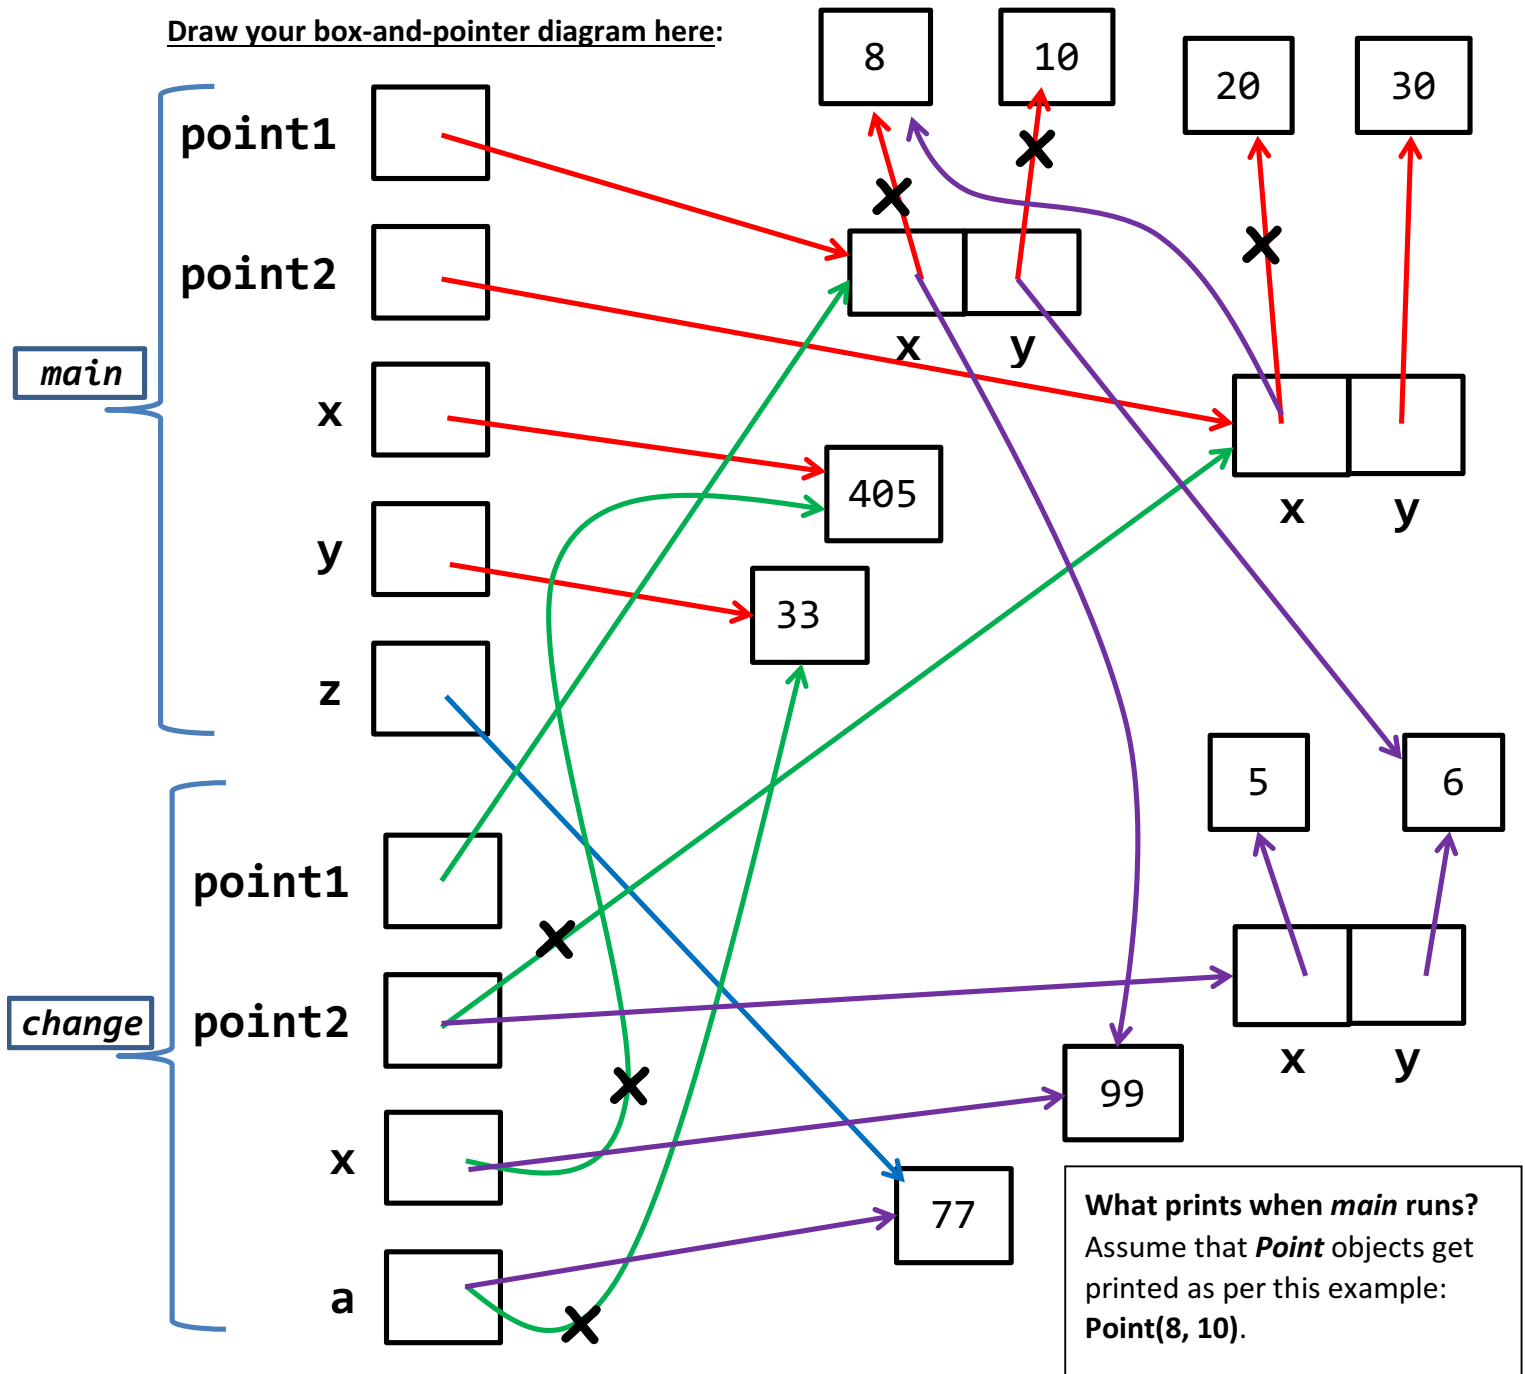 Draw your box-and-pointer diagram here:
8
10
20
30
point1
point2
x y
main
x
405
x y
y
33
z
5
6
point1
change
point2
x y
99
x
77
a
What prints when main runs?
Assume that Point objects get
printed as per this example:
Point(8, 10).